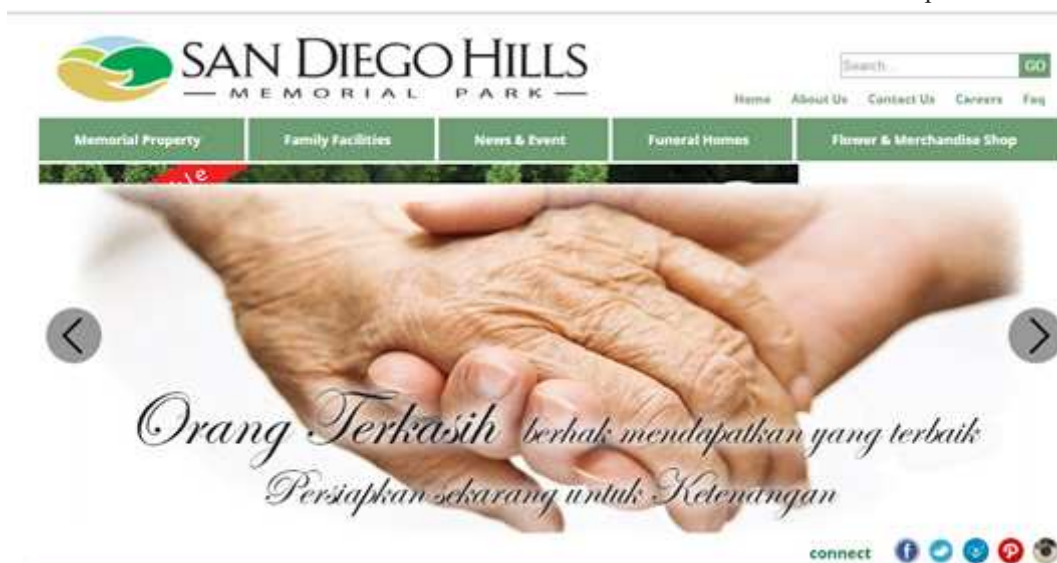 SAN DIEGO HILLS
MEMORIAL PARK
Search...
GO
Home About Us Contact Us Careers Faq
Memorial Property Family Facilities News & Event Funeral Homes Flower & Merchandise Shop
Orang Terkasih berhak mendapatkan yang terbaik
Persiapkan sekarang untuk Ketenangan
connect